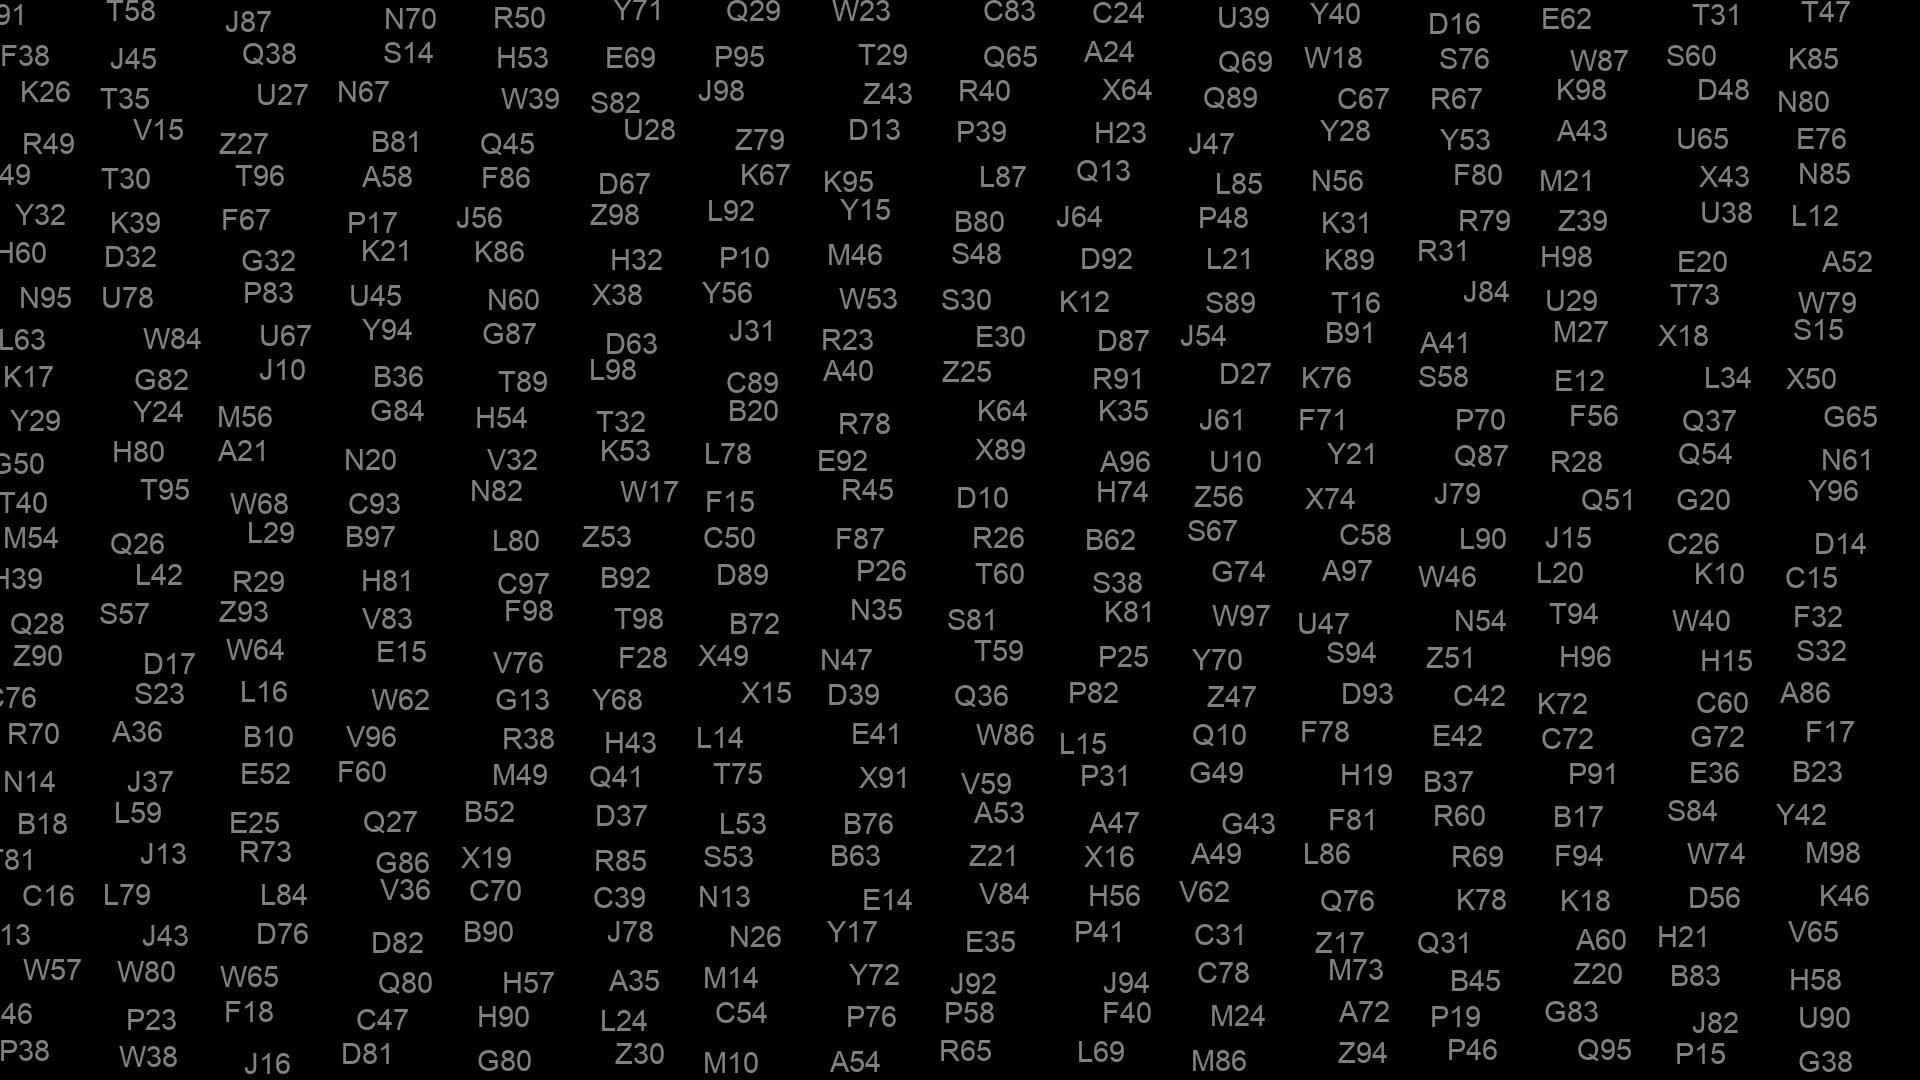 91 T58 J87 N70 R50 Y71 Q29 W23 C83 C24 U39 Y40 D16 E62 T31 T47
F38 J45 Q38 S14 H53 E69 P95 T29 Q65 A24 Q69 W18 S76 W87 S60 K85
K26 T35 U27 N67 W39 S82 J98 Z43 R40 X64 Q89 C67 R67 K98 D48 N80
R49 V15 Z27 B81 Q45 U28 Z79 D13 P39 H23 J47 Y28 Y53 A43 U65 E76
49 T30 T96 A58 F86 D67 K67 K95 L87 Q13 L85 N56 F80 M21 X43 N85
Y32 K39 F67 P17 J56 Z98 L92 Y15 B80 J64 P48 K31 R79 Z39 U38 L12
H60 D32 G32 K21 K86 H32 P10 M46 S48 D92 L21 K89 R31 H98 E20 A52
N95 U78 P83 U45 N60 X38 Y56 W53 S30 K12 S89 T16 J84 U29 T73 W79
L63 W84 U67 Y94 G87 D63 J31 R23 E30 D87 J54 B91 A41 M27 X18 S15
K17 G82 J10 B36 T89 L98 C89 A40 Z25 R91 D27 K76 S58 E12 L34 X50
Y29 Y24 M56 G84 H54 T32 B20 R78 K64 K35 J61 F71 P70 F56 Q37 G65
G50 H80 A21 N20 V32 K53 L78 E92 X89 A96 U10 Y21 Q87 R28 Q54 N61
T40 T95 W68 C93 N82 W17 F15 R45 D10 H74 Z56 X74 J79 Q51 G20 Y96
M54 Q26 L29 B97 L80 Z53 C50 F87 R26 B62 S67 C58 L90 J15 C26 D14
H39 L42 R29 H81 C97 B92 D89 P26 T60 S38 G74 A97 W46 L20 K10 C15
Q28 S57 Z93 V83 F98 T98 B72 N35 S81 K81 W97 U47 N54 T94 W40 F32
Z90 D17 W64 E15 V76 F28 X49 N47 T59 P25 Y70 S94 Z51 H96 H15 S32
C76 S23 L16 W62 G13 Y68 X15 D39 Q36 P82 Z47 D93 C42 K72 C60 A86
R70 A36 B10 V96 R38 H43 L14 E41 W86 L15 Q10 F78 E42 C72 G72 F17
N14 J37 E52 F60 M49 Q41 T75 X91 V59 P31 G49 H19 B37 P91 E36 B23
B18 L59 E25 Q27 B52 D37 L53 B76 A53 A47 G43 F81 R60 B17 S84 Y42
81 J13 R73 G86 X19 R85 S53 B63 Z21 X16 A49 L86 R69 F94 W74 M98
C16 L79 L84 V36 C70 C39 N13 E14 V84 H56 V62 Q76 K78 K18 D56 K46
13 J43 D76 D82 B90 J78 N26 Y17 E35 P41 C31 Z17 Q31 A60 H21 V65
W57 W80 W65 Q80 H57 A35 M14 Y72 J92 J94 C78 M73 B45 Z20 B83 H58
46 P23 F18 C47 H90 L24 C54 P76 P58 F40 M24 A72 P19 G83 J82 U90
P38 W38 J16 D81 G80 Z30 M10 A54 R65 L69 M86 Z94 P46 Q95 P15 G38